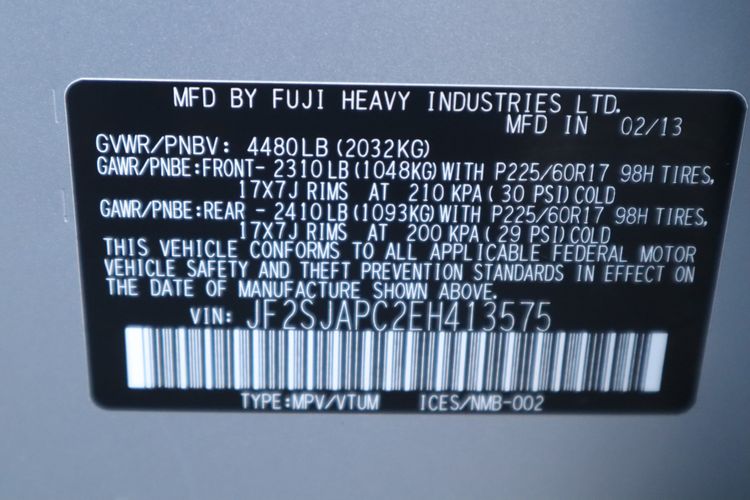 MFD BY FUJI HEAVY INDUSTRIES LTD.
MFD IN 02/13
GVWR/PNBV: 4480LB (2032KG)
GAWR/PNBE:FRONT- 2310LB (1048KG) WITH P225/60R17 98H TIRES,
17X7J RIMS AT 210 KPA (30 PSI) COLD
GAWR/PNBE:REAR - 2410LB (1093KG) WITH P225/60R17 98H TIRES,
17X7J RIMS AT 200 KPA (29 PSI) COLD
THIS VEHICLE CONFORMS TO ALL APPLICABLE FEDERAL MOTOR
VEHICLE SAFETY AND THEFT PREVENTION STANDARDS IN EFFECT ON
THE DATE OF MANUFACTURE SHOWN ABOVE.
VIN: JF2SJAPC2EH413575
TYPE:MPV/VTUM ICES/NMB-002